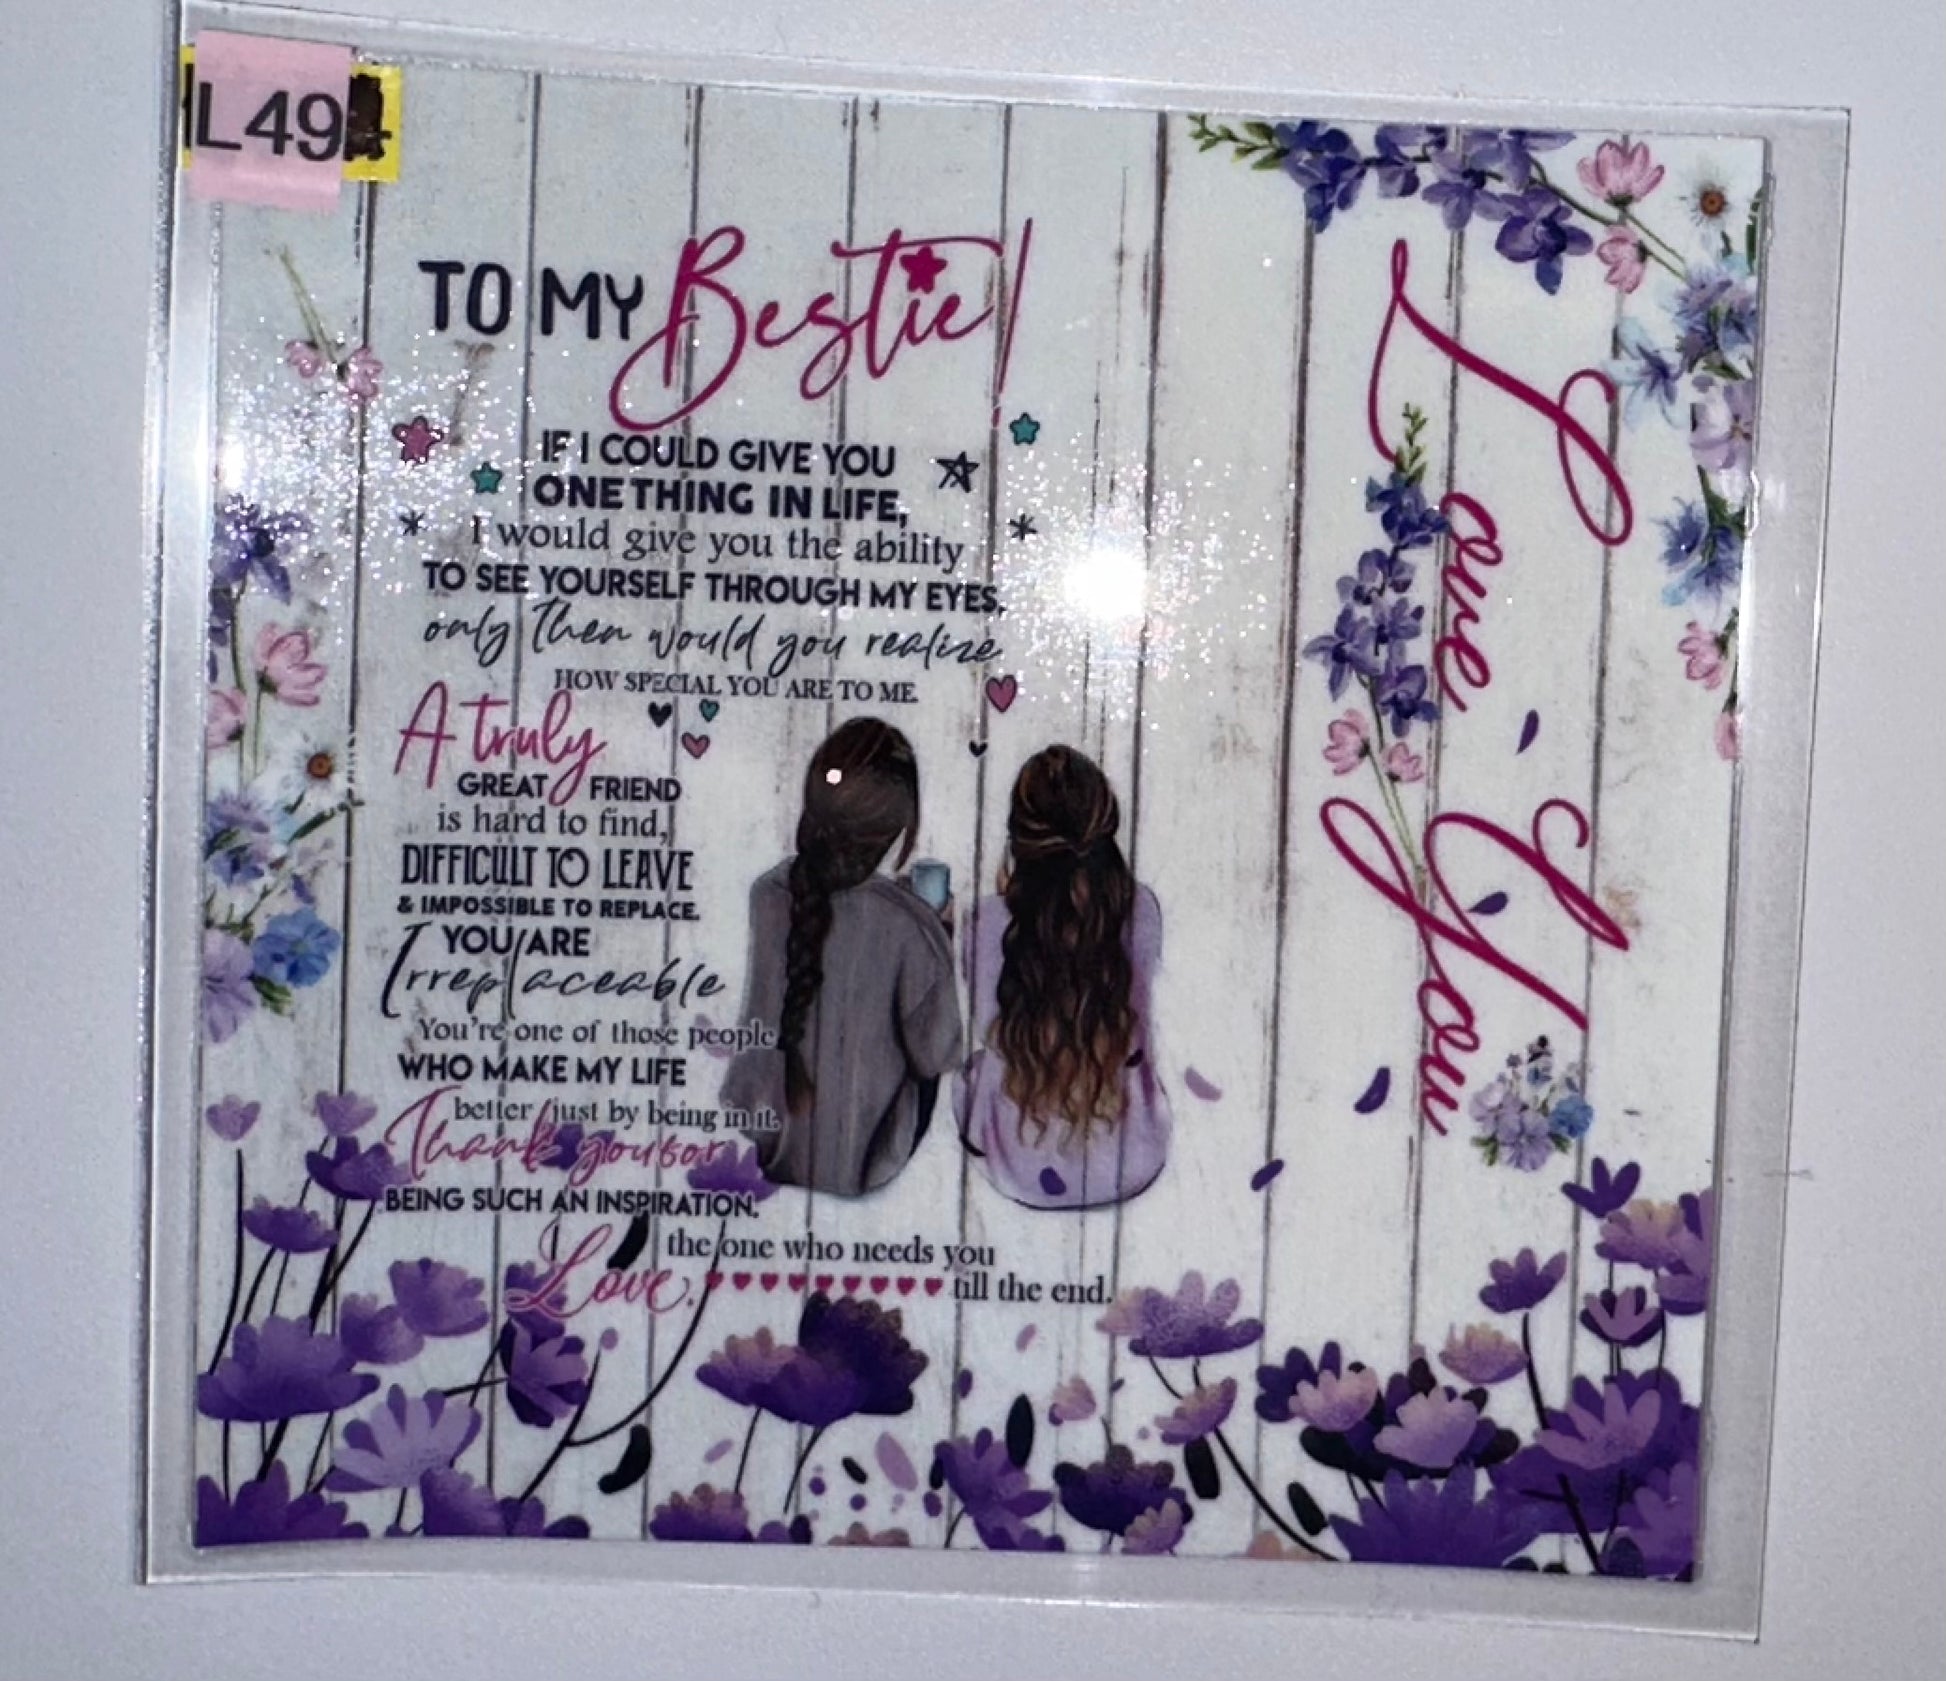 L49
TO MY Bestie!
IF I COULD GIVE YOU
ONE THING IN LIFE,
I would give you the ability
TO SEE YOURSELF THROUGH MY EYES,
only then would you realize
HOW SPECIAL YOU ARE TO ME
A truly
GREAT FRIEND
is hard to find,
DIFFICULT TO LEAVE
& IMPOSSIBLE TO REPLACE.
YOU ARE
Irreplaceable
You're one of those people
WHO MAKE MY LIFE
better just by being in it.
Thank you for
BEING SUCH AN INSPIRATION.
the one who needs you
Love. till the end.
Love You